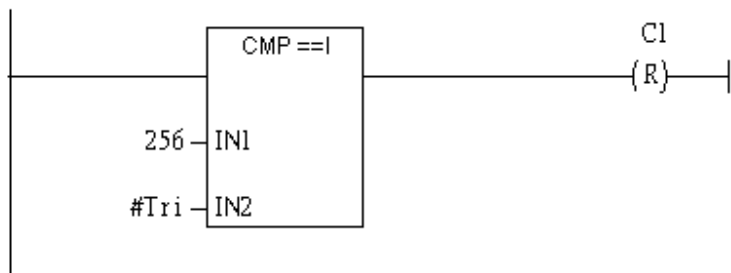 CMP ==I
C1
(R)
256
IN1
#Tri
IN2